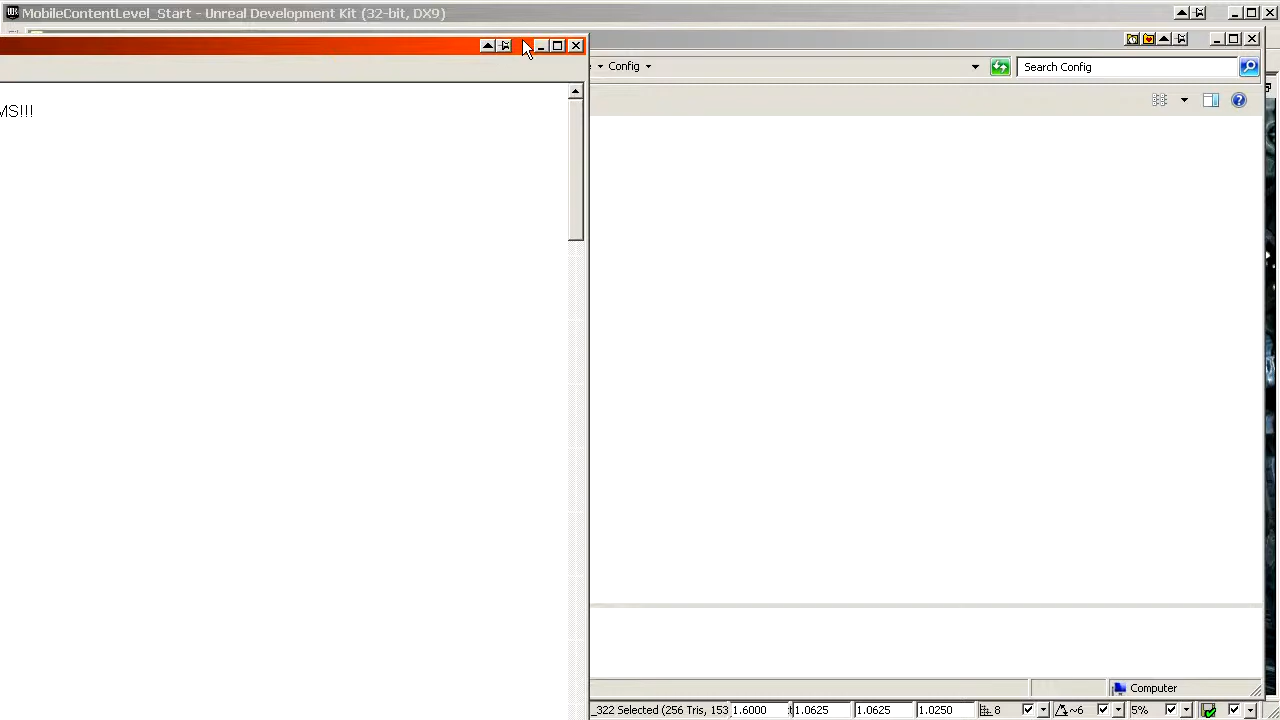 MobileContentLevel_Start - Unreal Development Kit (32-bit, DX9)
Config
Search Config
MS!!!
Computer
_322 Selected (256 Tris, 153
1.6000
1.0625
1.0625
1.0250
8
~6
5%